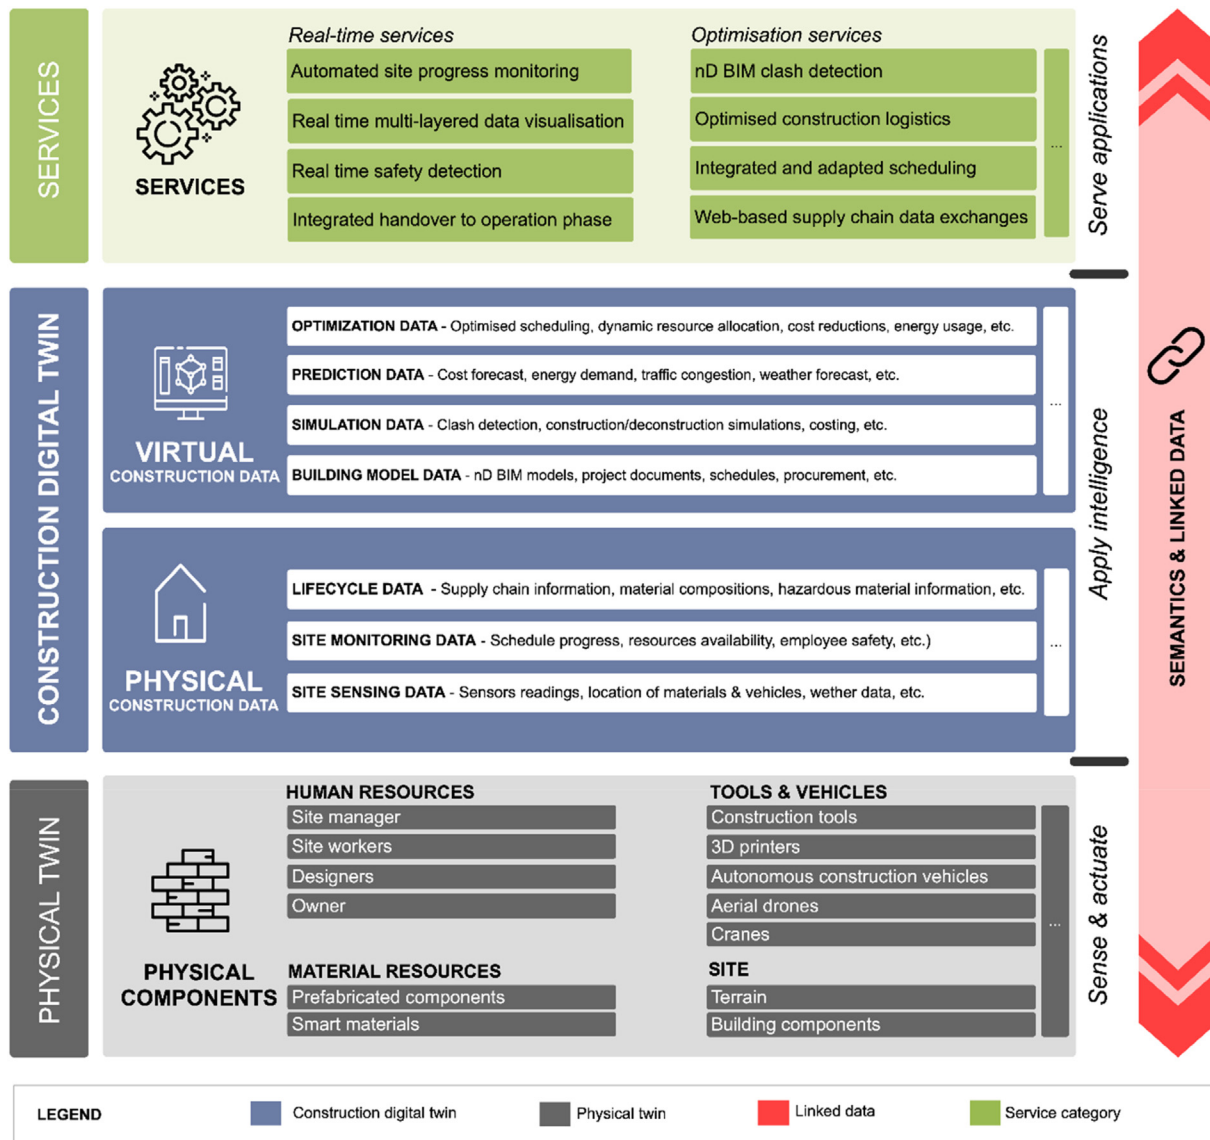 SERVICES
SERVICES
Real-time services
Automated site progress monitoring
Real time multi-layered data visualisation
Real time safety detection
Integrated handover to operation phase
Optimisation services
nD BIM clash detection
Optimised construction logistics
Integrated and adapted scheduling
Web-based supply chain data exchanges
...
Serve applications
CONSTRUCTION DIGITAL TWIN
VIRTUAL
CONSTRUCTION DATA
OPTIMIZATION DATA - Optimised scheduling, dynamic resource allocation, cost reductions, energy usage, etc.
PREDICTION DATA - Cost forecast, energy demand, traffic congestion, weather forecast, etc.
SIMULATION DATA - Clash detection, construction/deconstruction simulations, costing, etc.
BUILDING MODEL DATA - nD BIM models, project documents, schedules, procurement, etc.
...
PHYSICAL
CONSTRUCTION DATA
LIFECYCLE DATA - Supply chain information, material compositions, hazardous material information, etc.
SITE MONITORING DATA - Schedule progress, resources availability, employee safety, etc.)
SITE SENSING DATA - Sensors readings, location of materials & vehicles, wether data, etc.
...
Apply intelligence
PHYSICAL TWIN
PHYSICAL
COMPONENTS
HUMAN RESOURCES
Site manager
Site workers
Designers
Owner
MATERIAL RESOURCES
Prefabricated components
Smart materials
TOOLS & VEHICLES
Construction tools
3D printers
Autonomous construction vehicles
Aerial drones
Cranes
SITE
Terrain
Building components
...
Sense & actuate
SEMANTICS & LINKED DATA
LEGEND
Construction digital twin
Physical twin
Linked data
Service category